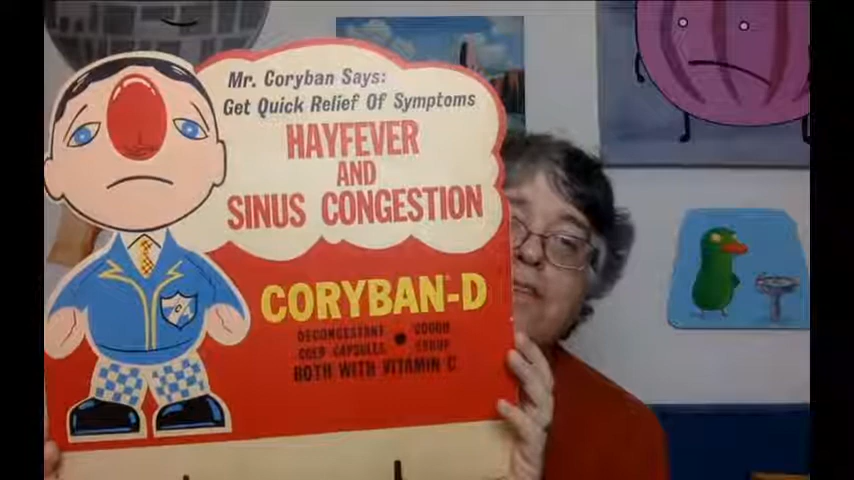 Mr. Coryban Says:
Get Quick Relief Of Symptoms
HAYFEVER
AND
SINUS CONGESTION
CORYBAN-D
DECONGESTANT • COUGH
COLD CAPSULES SYRUP
BOTH WITH VITAMIN C